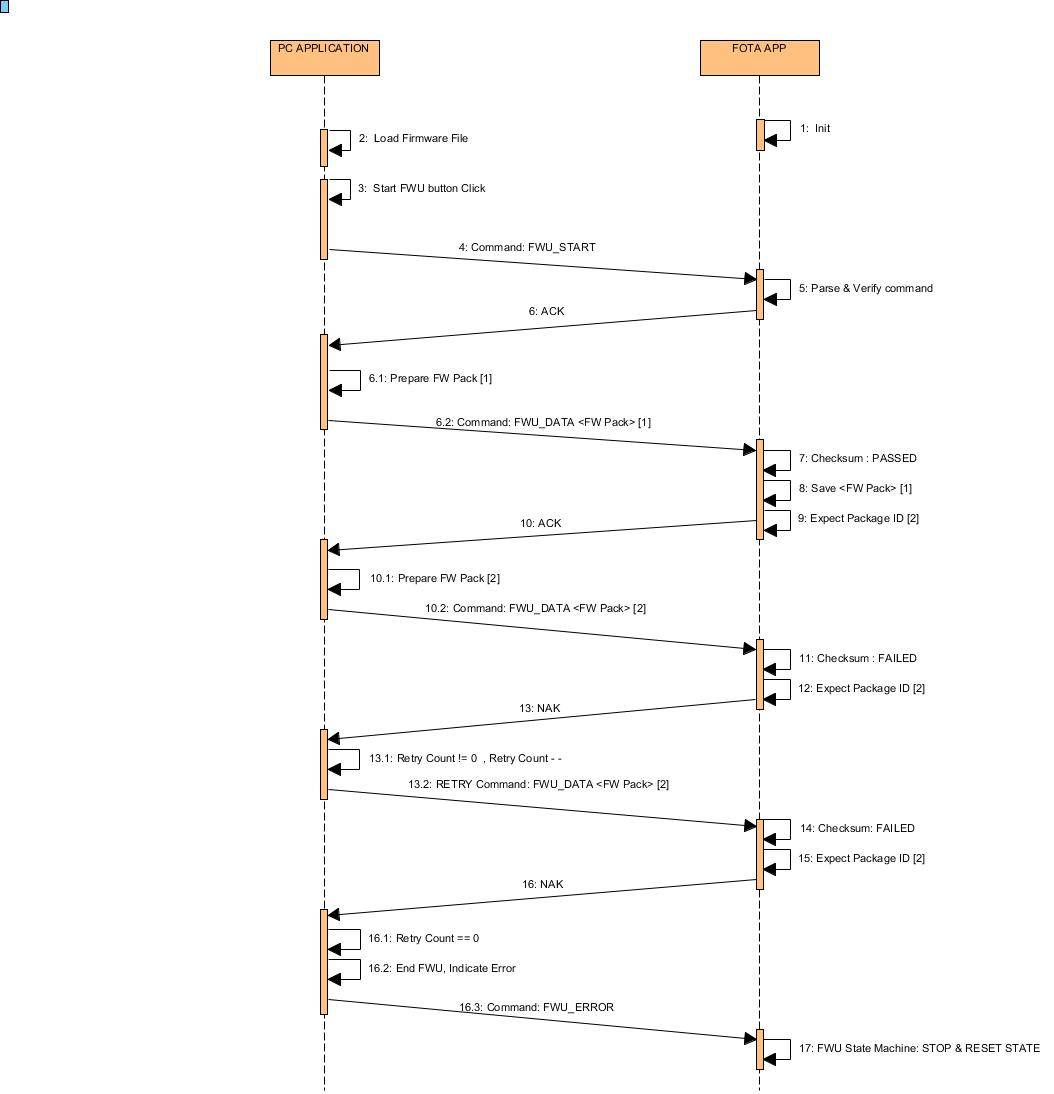 PC APPLICATION
FOTA APP
1: Init
2: Load Firmware File
3: Start FWU button Click
4: Command: FWU_START
5: Parse & Verify command
6: ACK
6.1: Prepare FW Pack [1]
6.2: Command: FWU_DATA <FW Pack> [1]
7: Checksum : PASSED
8: Save <FW Pack> [1]
9: Expect Package ID [2]
10: ACK
10.1: Prepare FW Pack [2]
10.2: Command: FWU_DATA <FW Pack> [2]
11: Checksum : FAILED
12: Expect Package ID [2]
13: NAK
13.1: Retry Count != 0 , Retry Count - -
13.2: RETRY Command: FWU_DATA <FW Pack> [2]
14: Checksum: FAILED
15: Expect Package ID [2]
16: NAK
16.1: Retry Count == 0
16.2: End FWU, Indicate Error
16.3: Command: FWU_ERROR
17: FWU State Machine: STOP & RESET STATE